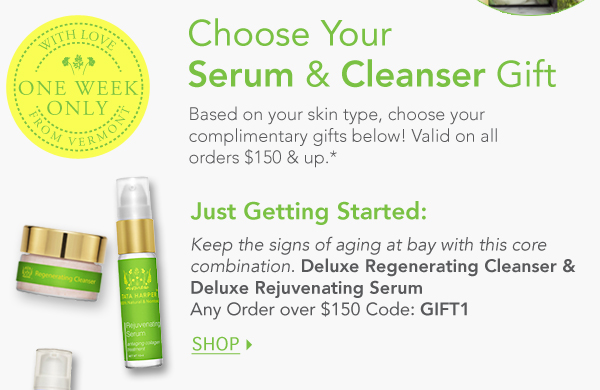 WITH LOVE
ONE WEEK
ONLY
FROM VERMONT
Choose Your
Serum & Cleanser Gift
Based on your skin type, choose your
complimentary gifts below! Valid on all
orders $150 & up.*
Just Getting Started:
Keep the signs of aging at bay with this core
combination. Deluxe Regenerating Cleanser &
Deluxe Rejuvenating Serum
Any Order over $150 Code: GIFT1
SHOP
Regenerating Cleanser
TATA HARPER
Rejuvenating
Serum